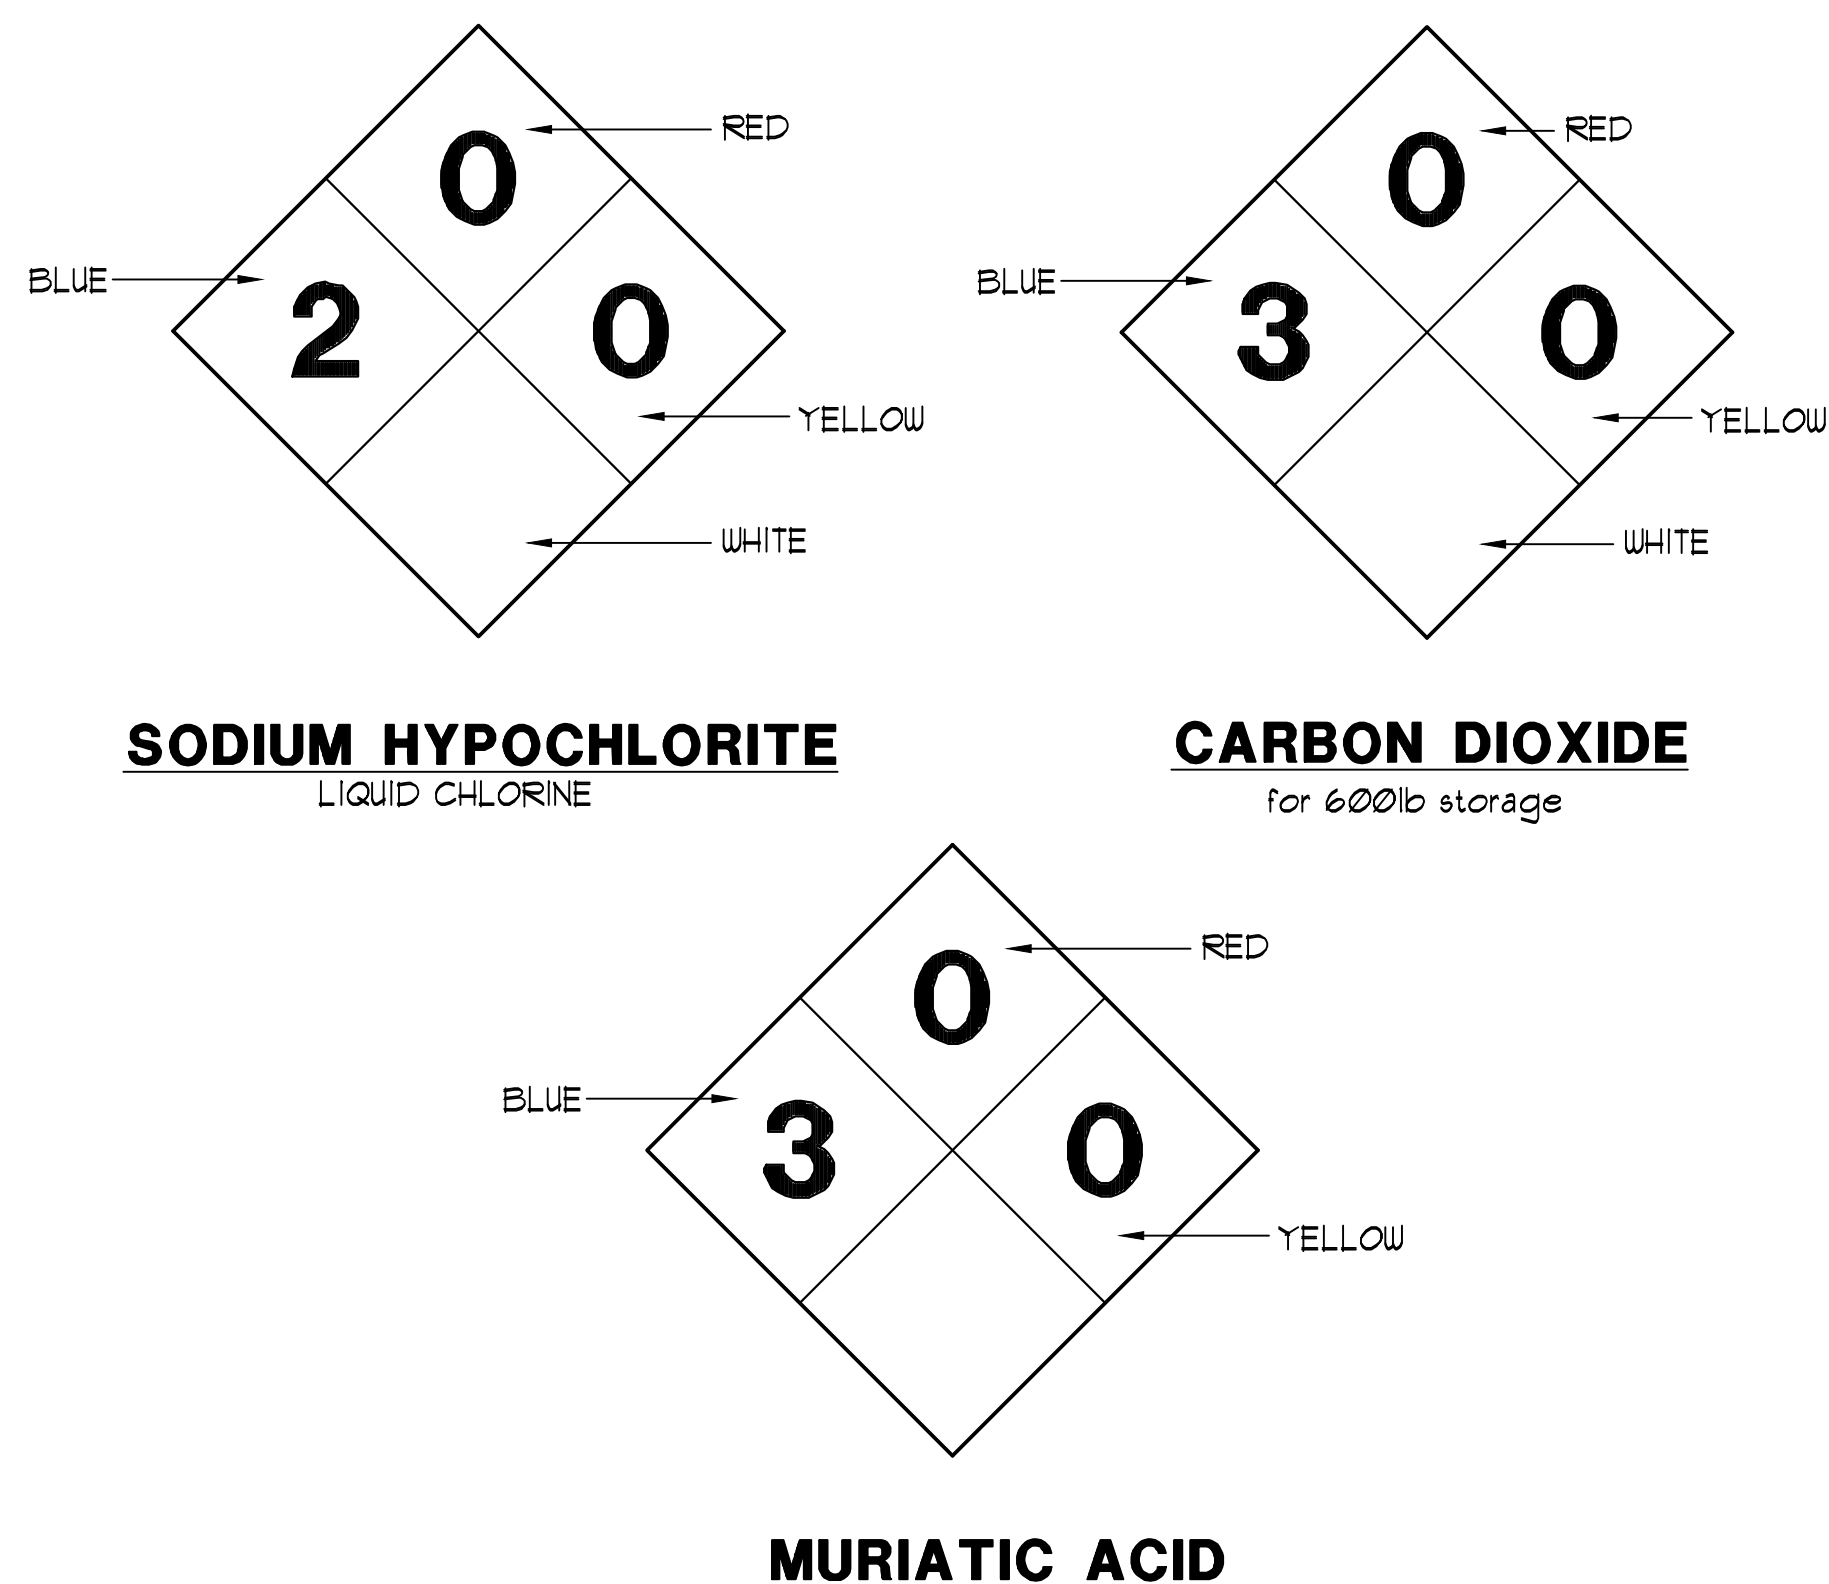 0
RED
BLUE
2
0
YELLOW
WHITE
SODIUM HYPOCHLORITE
LIQUID CHLORINE
0
RED
BLUE
3
0
YELLOW
WHITE
CARBON DIOXIDE
for 600lb storage
0
RED
BLUE
3
0
YELLOW
MURIATIC ACID